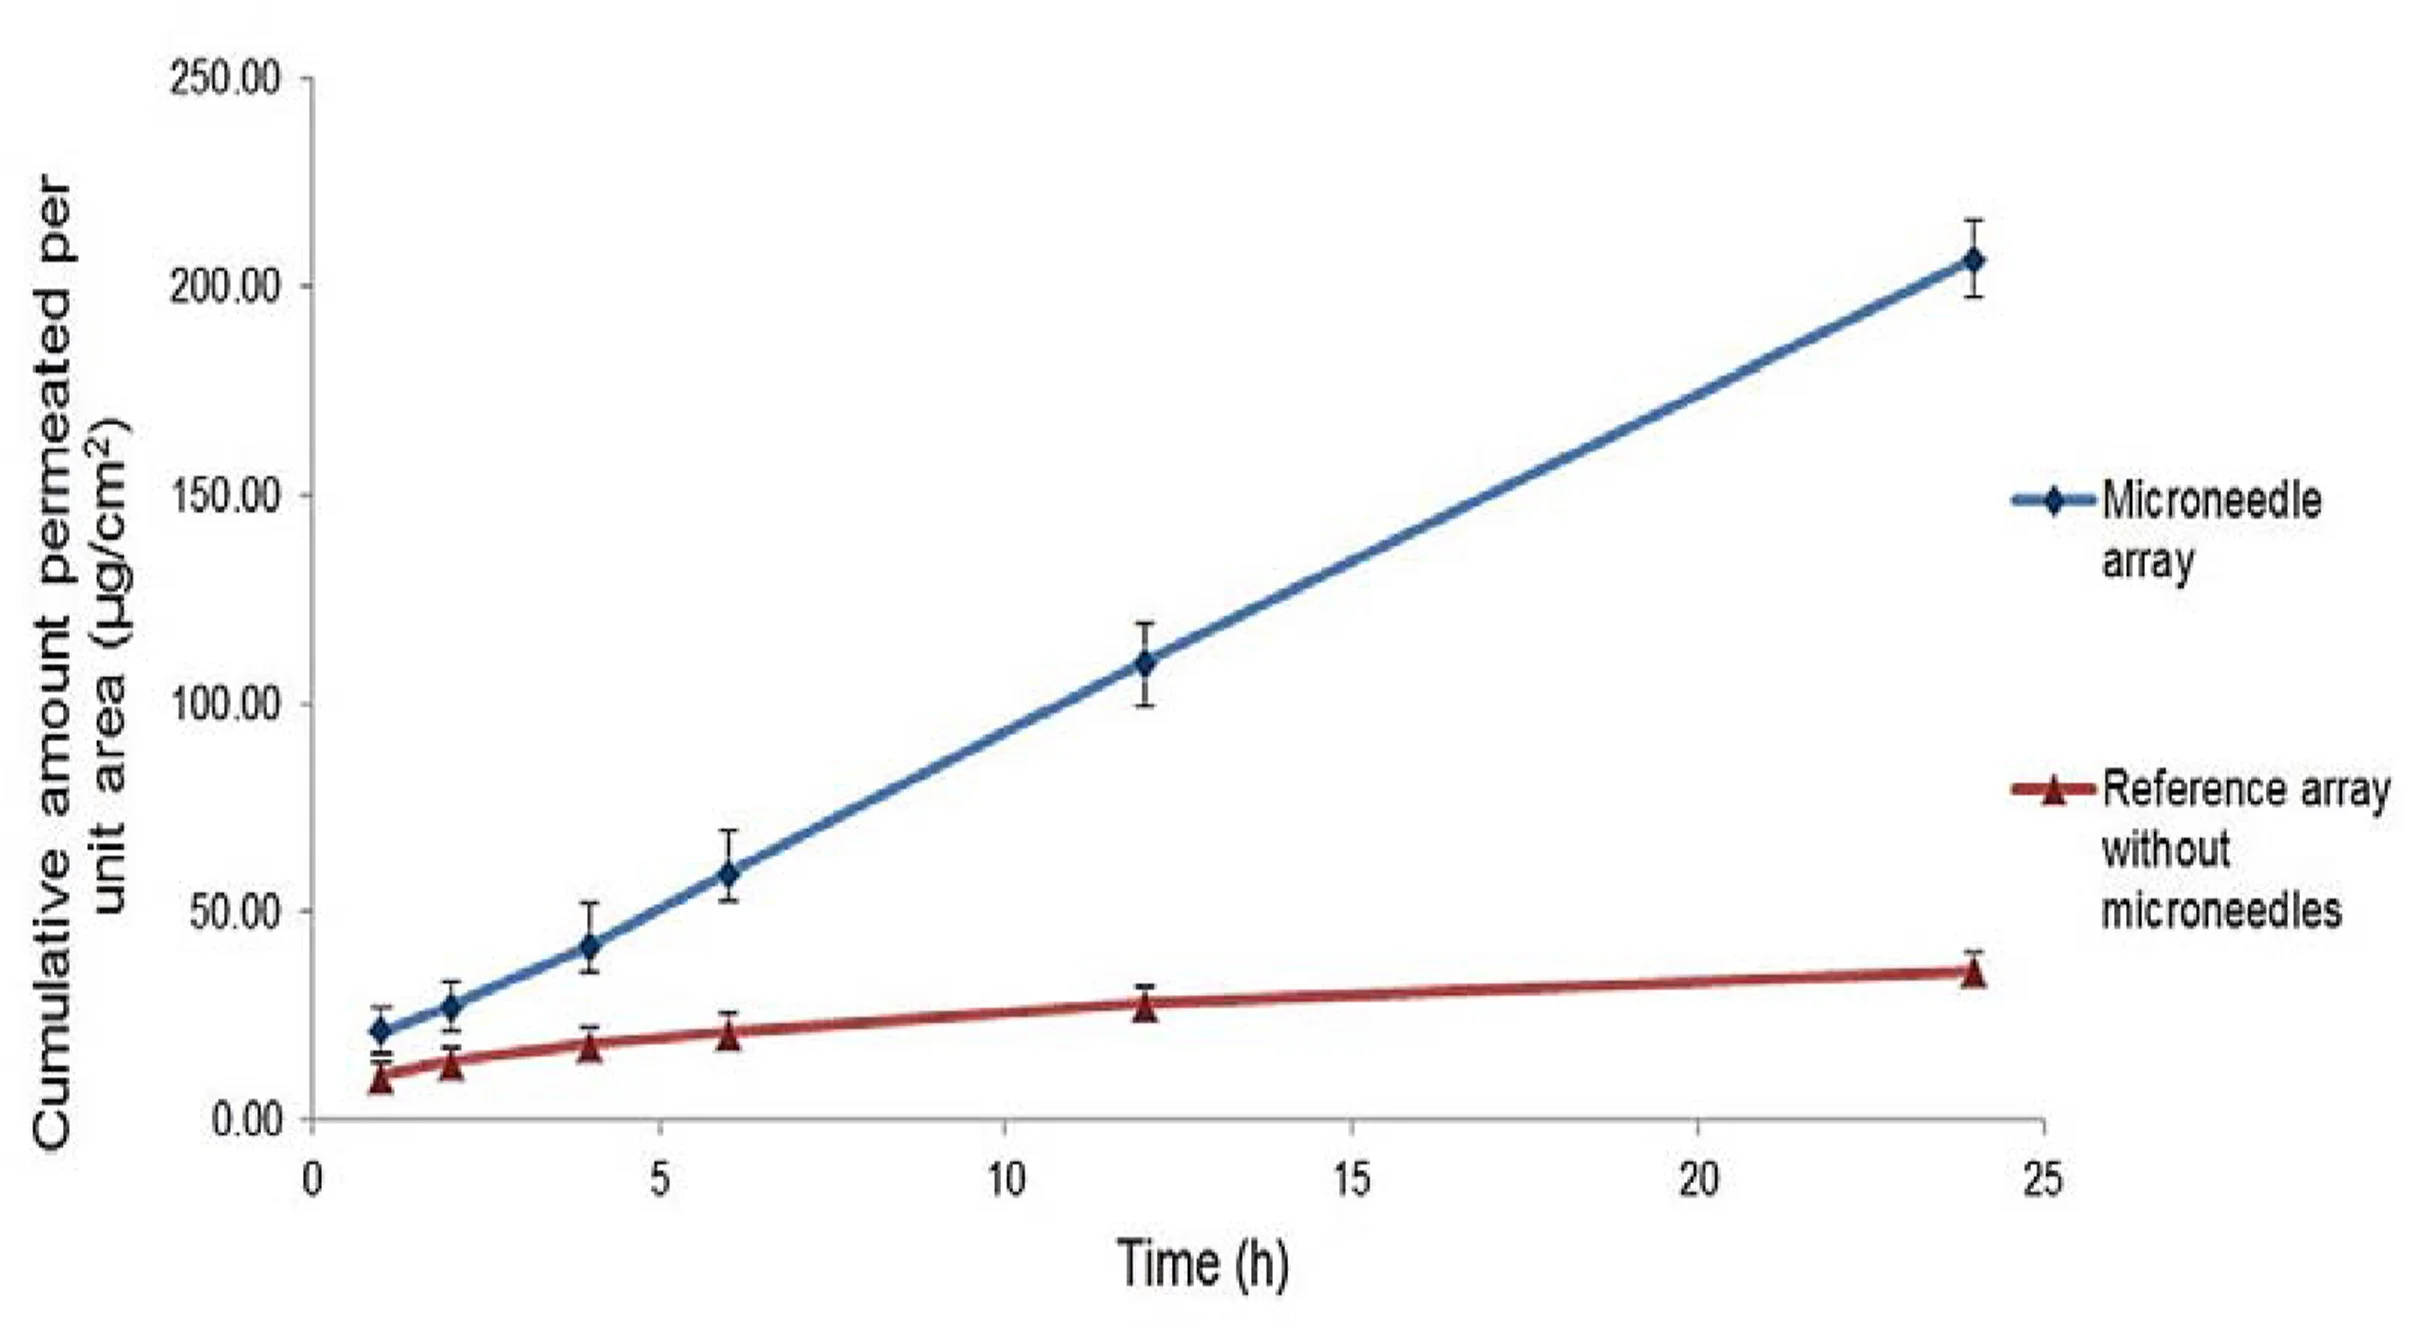 Cumulative amount permeated per
unit area (µg/cm²)
250.00
200.00
150.00
100.00
50.00
0.00
0 5 10 15 20 25
Time (h)
Microneedle
array
Reference array
without
microneedles